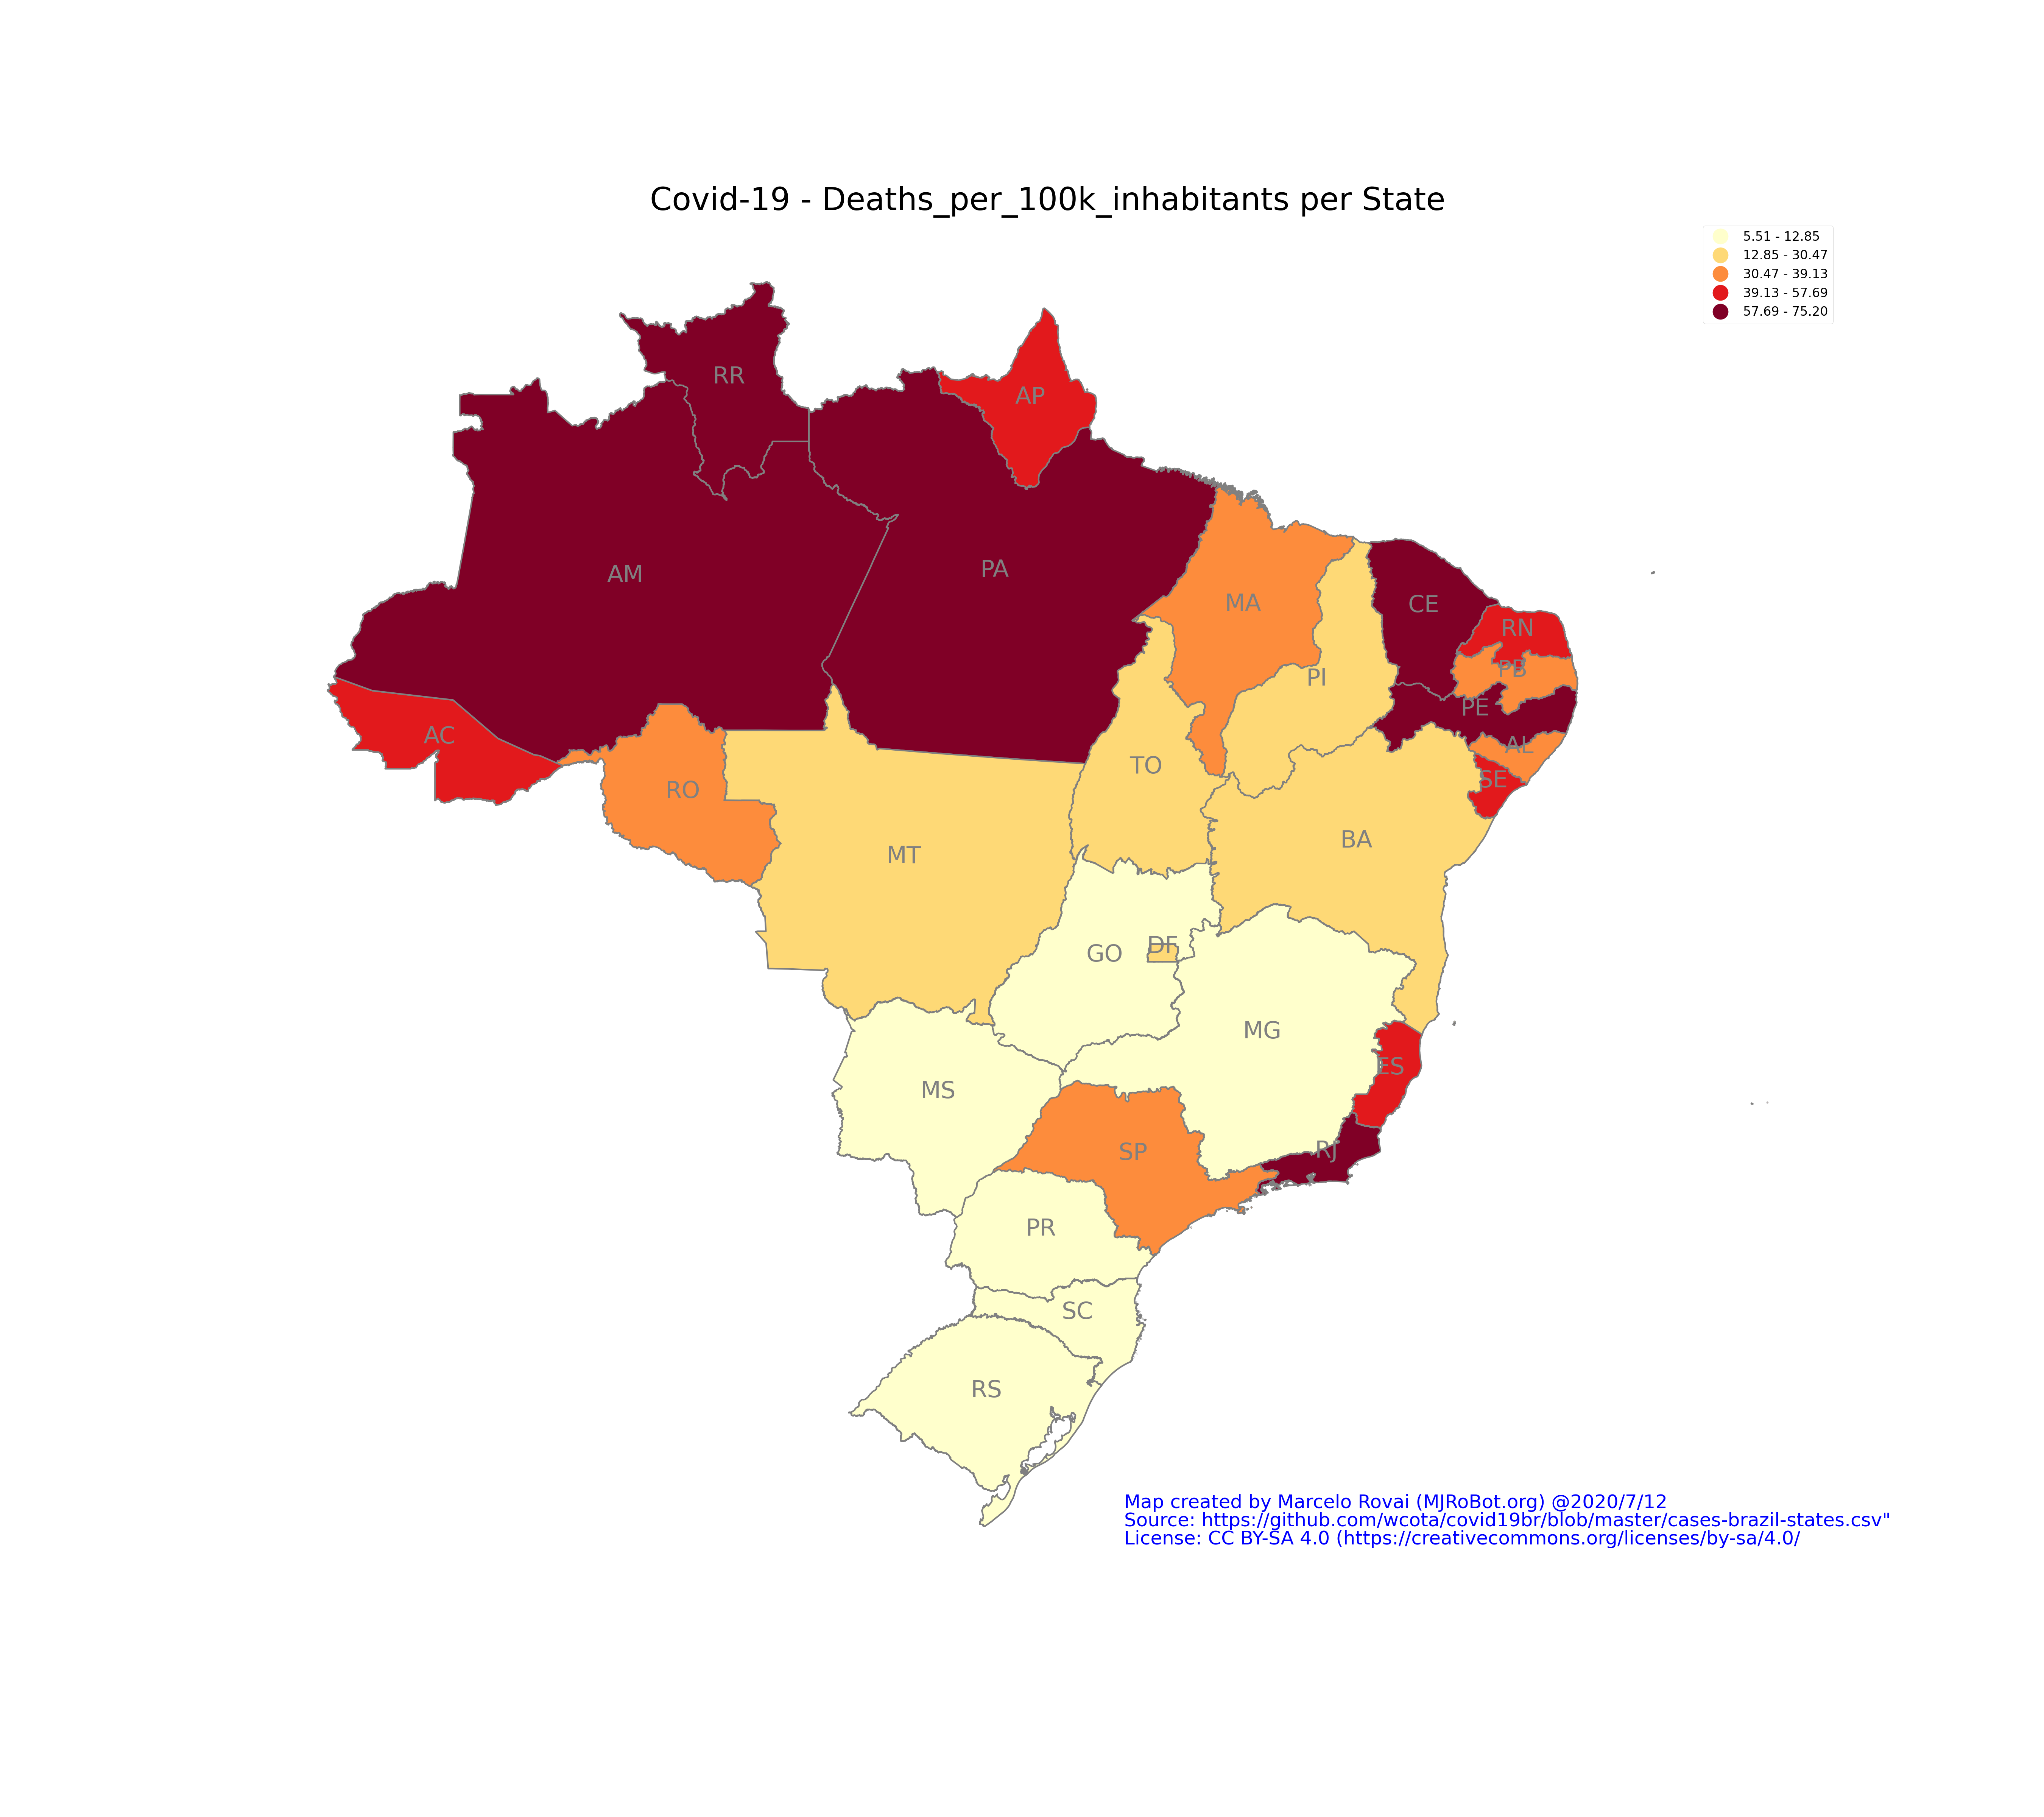 Covid-19 - Deaths_per_100k_inhabitants per State
5.51 - 12.85
12.85 - 30.47
30.47 - 39.13
39.13 - 57.69
57.69 - 75.20
RR
AP
AM
PA
MA
CE
RN
PB
PI
PE
AC
AL
TO
SE
RO
BA
MT
DF
GO
MG
ES
MS
RJ
SP
PR
SC
RS
Map created by Marcelo Rovai (MJRoBot.org) @2020/7/12
Source: https://github.com/wcota/covid19br/blob/master/cases-brazil-states.csv"
License: CC BY-SA 4.0 (https://creativecommons.org/licenses/by-sa/4.0/